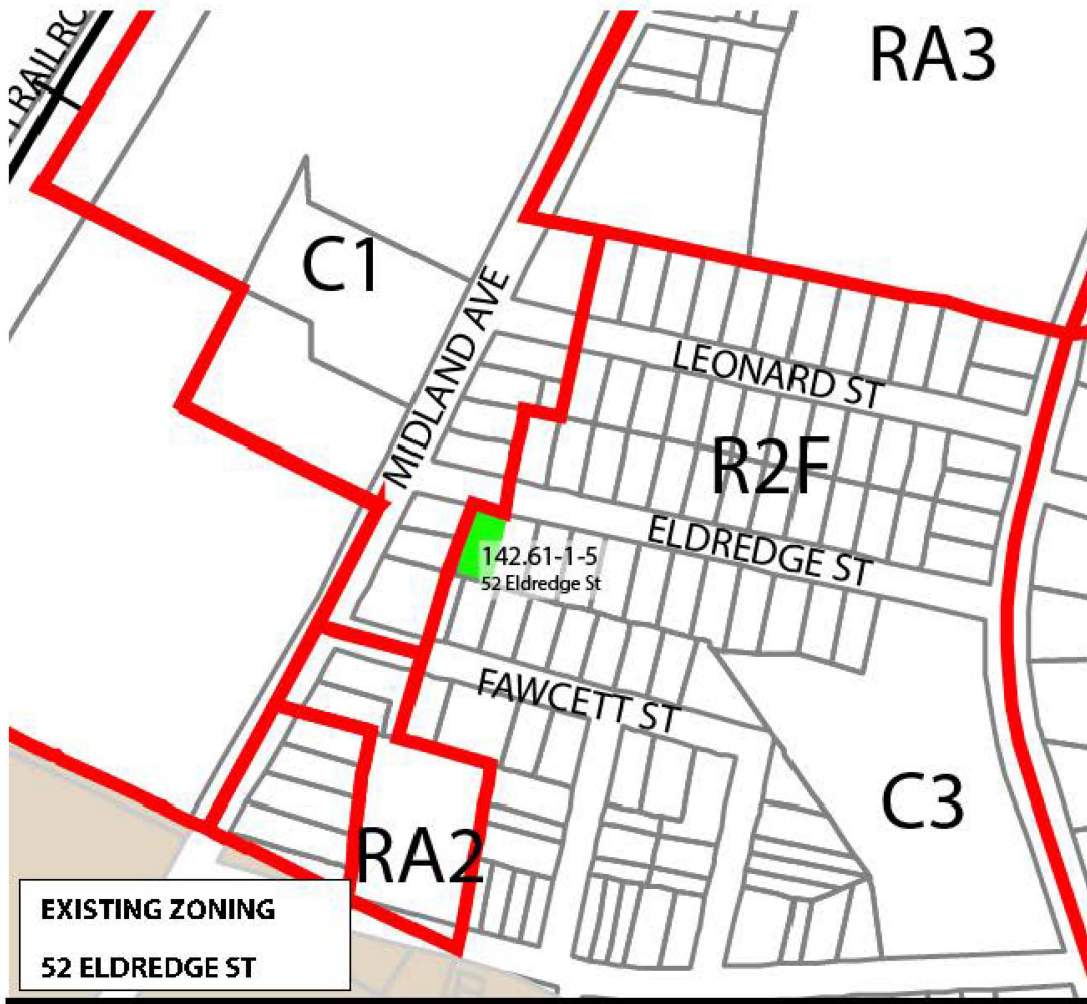 RAILRO
RA3
C1
MIDLAND AVE
LEONARD ST
R2F
ELDREDGE ST
142.61-1-5
52 Eldredge St
FAWCETT ST
C3
RA2
EXISTING ZONING
52 ELDREDGE ST